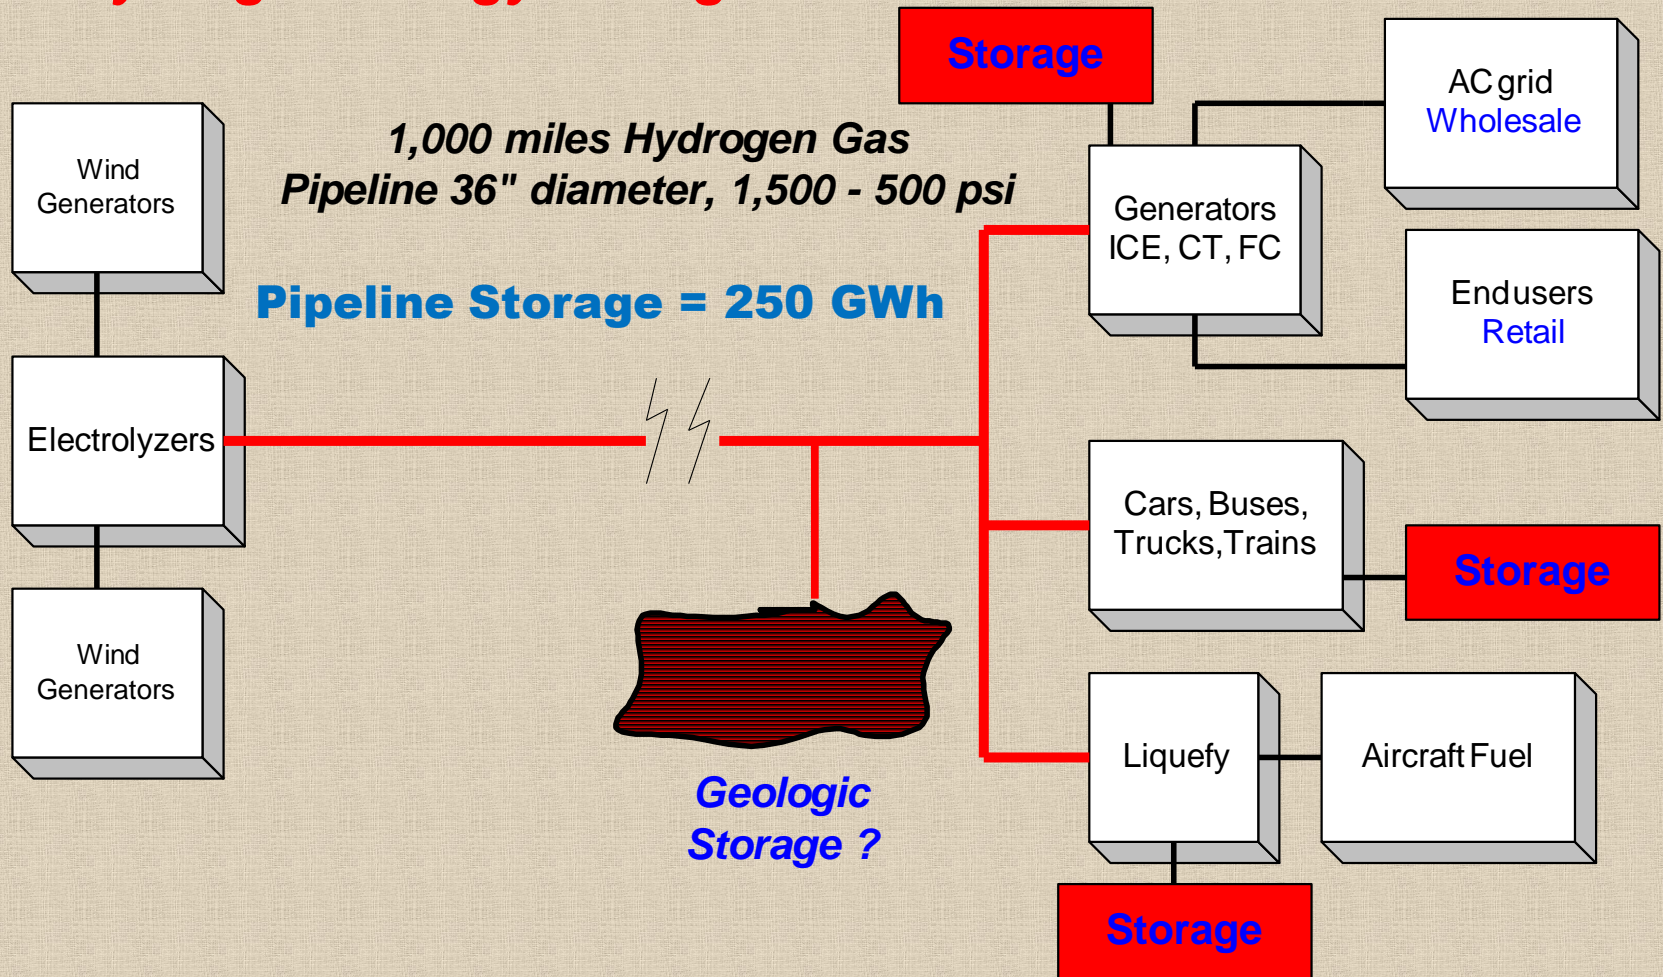 Storage
AC grid
Wholesale
Wind
Generators
1,000 miles Hydrogen Gas
Pipeline 36" diameter, 1,500 - 500 psi
Generators
ICE, CT, FC
Endusers
Retail
Pipeline Storage = 250 GWh
Electrolyzers
Cars, Buses,
Trucks,Trains
Storage
Wind
Generators
Geologic
Storage ?
Liquefy
Aircraft Fuel
Storage